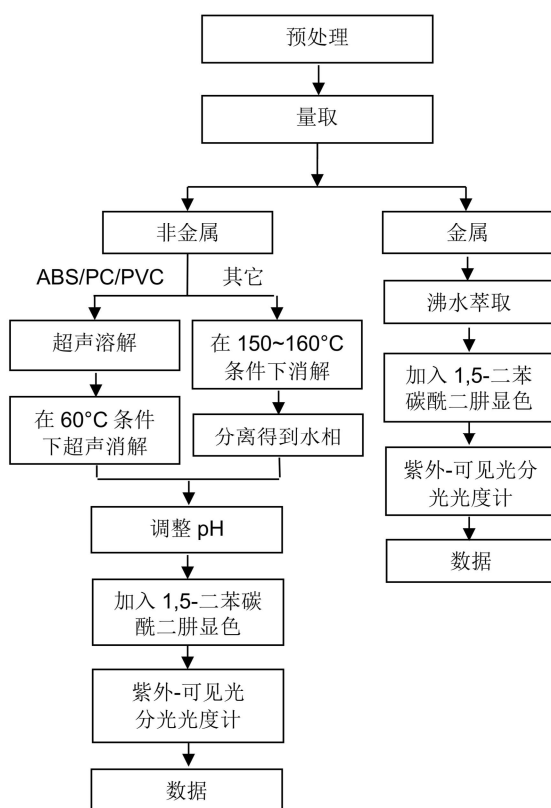 预处理
量取
非金属
金属
ABS/PC/PVC
其它
沸水萃取
超声溶解
在 150~160°C
条件下消解
加入 1,5-二苯
碳酰二肼显色
在 60°C 条件
下超声消解
分离得到水相
紫外-可见光分
光光度计
调整 pH
数据
加入 1,5-二苯碳
酰二肼显色
紫外-可见光
分光光度计
数据